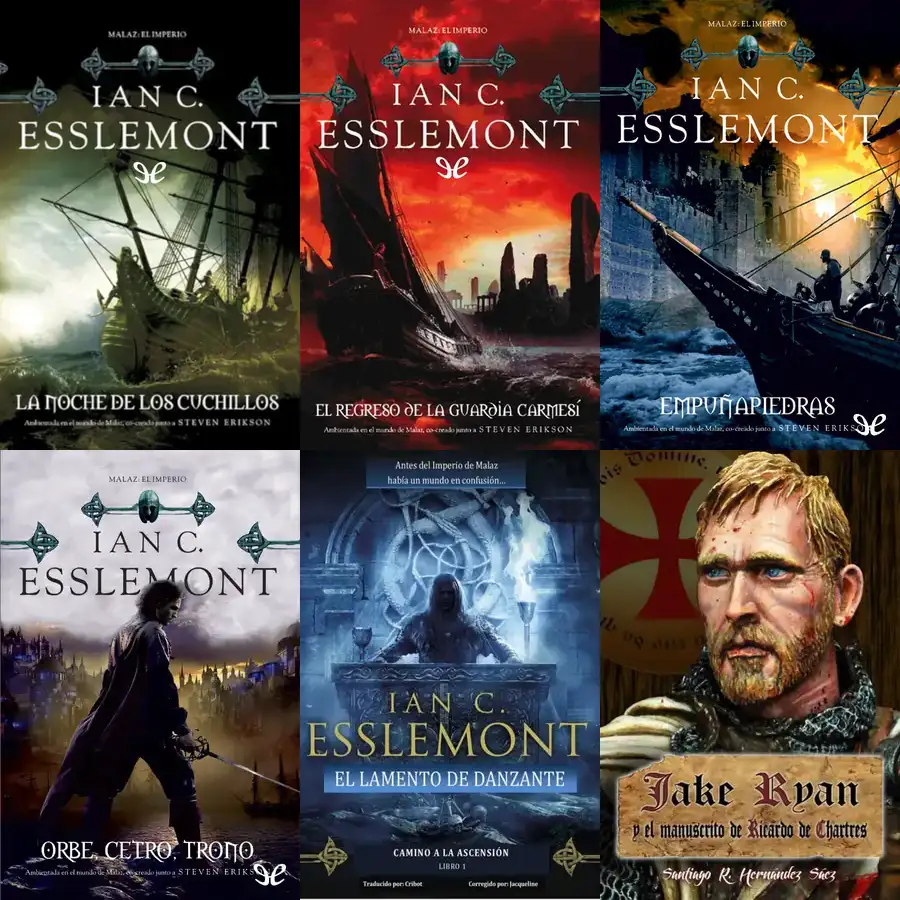 MALAZ: EL IMPERIO
IAN C.
ESSLEMONT
LA NOCHE DE LOS CUCHILLOS
Ambientada en el mundo de Malaz, co-creado junto a STEVEN ERIKSON
MALAZ: EL IMPERIO
IAN C.
ESSLEMONT
EL REGRESO DE LA GUARDIA CARMESÍ
Ambientada en el mundo de Malaz, co-creado junto a STEVEN ERIKSON
MALAZ: EL IMPERIO
IAN C.
ESSLEMONT
EMPUÑAPIEDRAS
Ambientada en el mundo de Malaz, co-creado junto a STEVEN ERIKS
MALAZ: EL IMPERIO
IAN C.
ESSLEMONT
ORBE, CETRO, TRONO
Ambientada en el mundo de Malaz, co-creado junto a STEVEN ERIKS
Antes del Imperio de Malaz
había un mundo en confusión...
IAN C.
ESSLEMONT
EL LAMENTO DE DANZANTE
CAMINO A LA ASCENSIÓN
LIBRO 1
Traducido por: Cribot Corregido por: Jacqueline
Jake Ryan
y el manuscrito de Ricardo de Chartres
Santiago R. Hernández Sáez